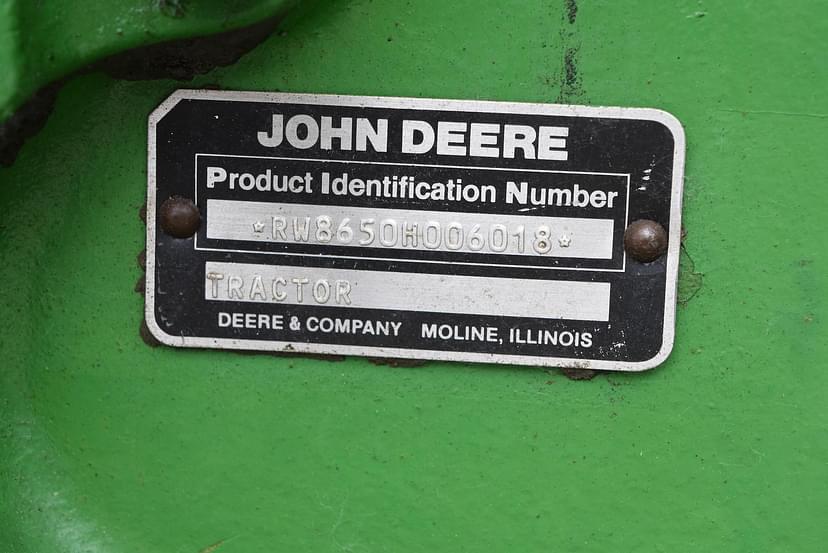 JOHN DEERE
Product Identification Number
*RW8650H006018*
TRACTOR
DEERE & COMPANY MOLINE, ILLINOIS